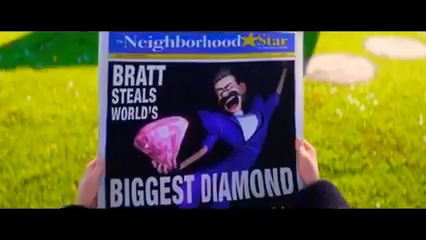 The Neighborhood Star
BRATT
STEALS
WORLD'S
BIGGEST DIAMOND